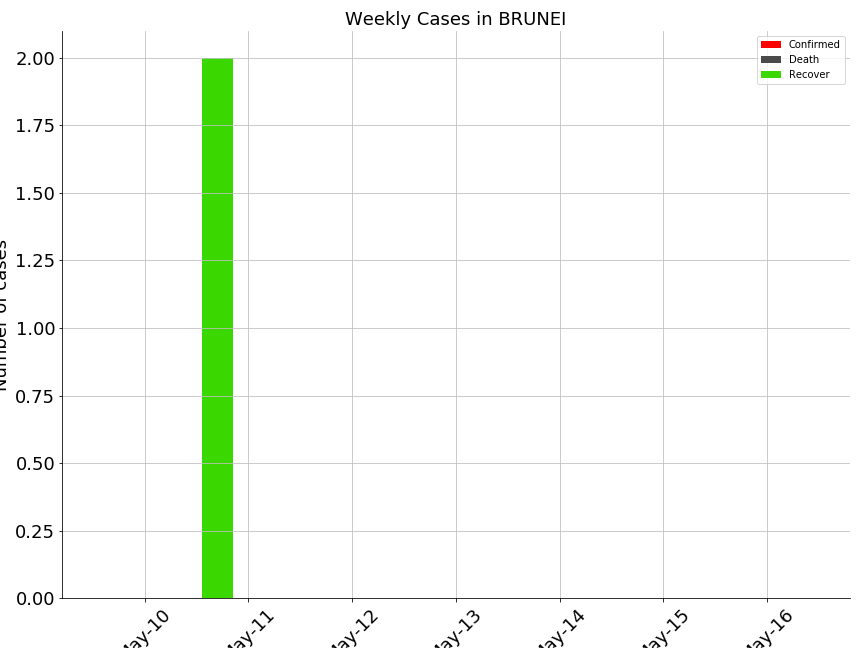 Weekly Cases in BRUNEI
Confirmed
Death
Recover
2.00
1.75
1.50
1.25
1.00
0.75
0.50
0.25
0.00
Number of cases
May-10
May-11
May-12
May-13
May-14
May-15
May-16